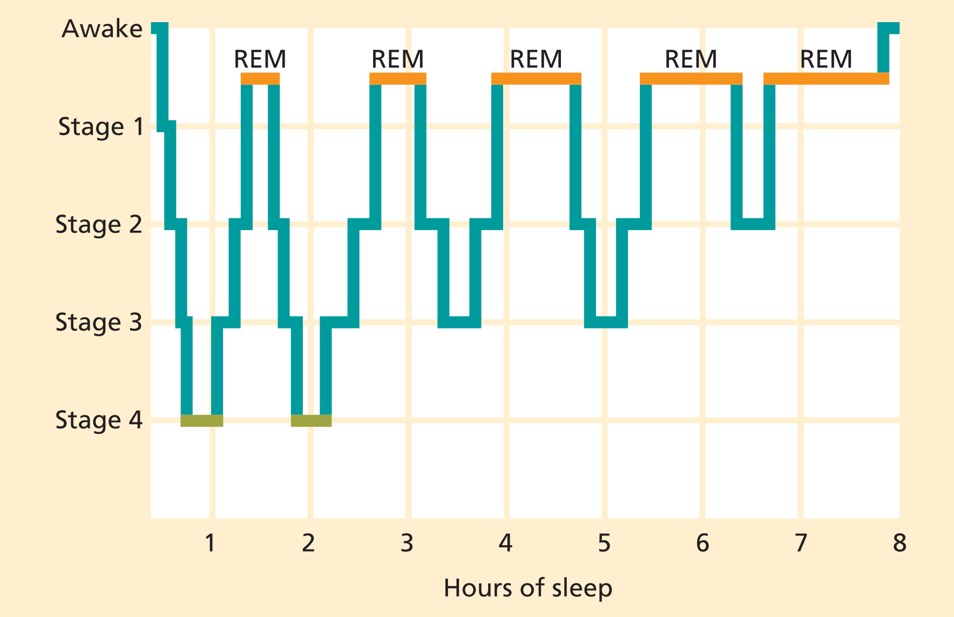 Awake
REM REM REM REM REM
Stage 1
Stage 2
Stage 3
Stage 4
1 2 3 4 5 6 7 8
Hours of sleep